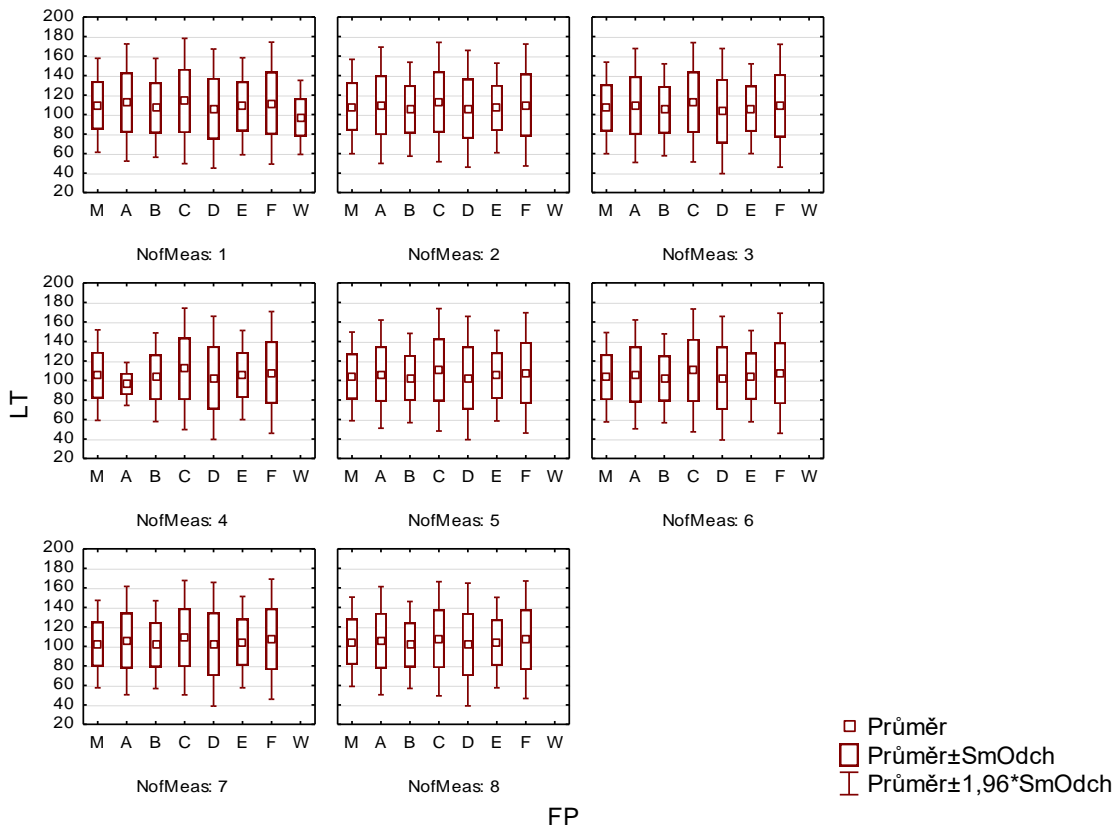 200
180
160
140
120
100
80
60
40
20
M A B C D E F W
NofMeas: 1
M A B C D E F W
NofMeas: 2
M A B C D E F W
NofMeas: 3
LT
200
180
160
140
120
100
80
60
40
20
M A B C D E F W
NofMeas: 4
M A B C D E F W
NofMeas: 5
M A B C D E F W
NofMeas: 6
200
180
160
140
120
100
80
60
40
20
M A B C D E F W
NofMeas: 7
M A B C D E F W
NofMeas: 8
FP
Průměr
Průměr±SmOdch
Průměr±1,96*SmOdch